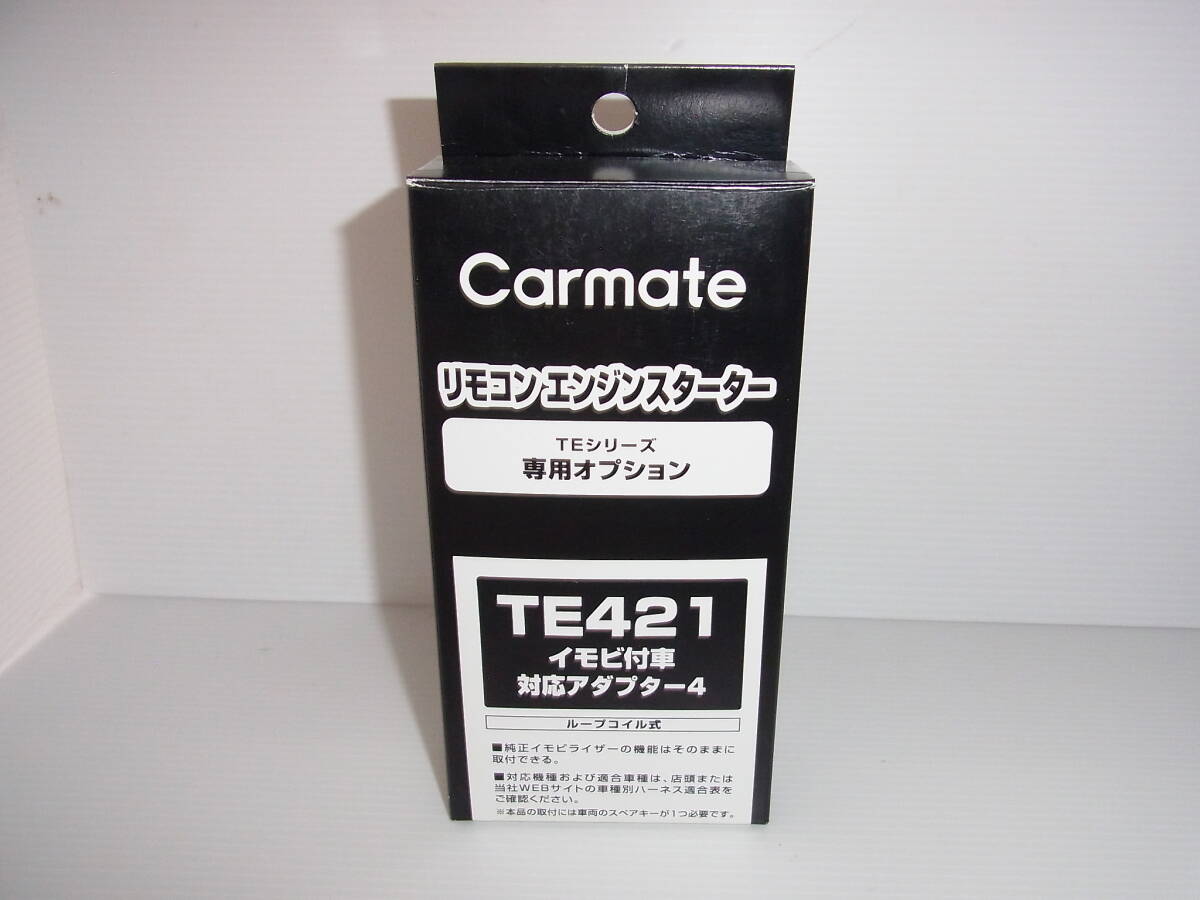 Carmate
リモコンエンジンスターター
TEシリーズ
専用オプション
TE421
イモビ付車
対応アダプター4
ループコイル式
■純正イモビライザーの機能はそのままに
取付できる。
■対応機種および適合車種は、店頭または
当社WEBサイトの車種別ハーネス適合表を
ご確認ください。
※本品の取付には車両のスペアキーが1つ必要です。